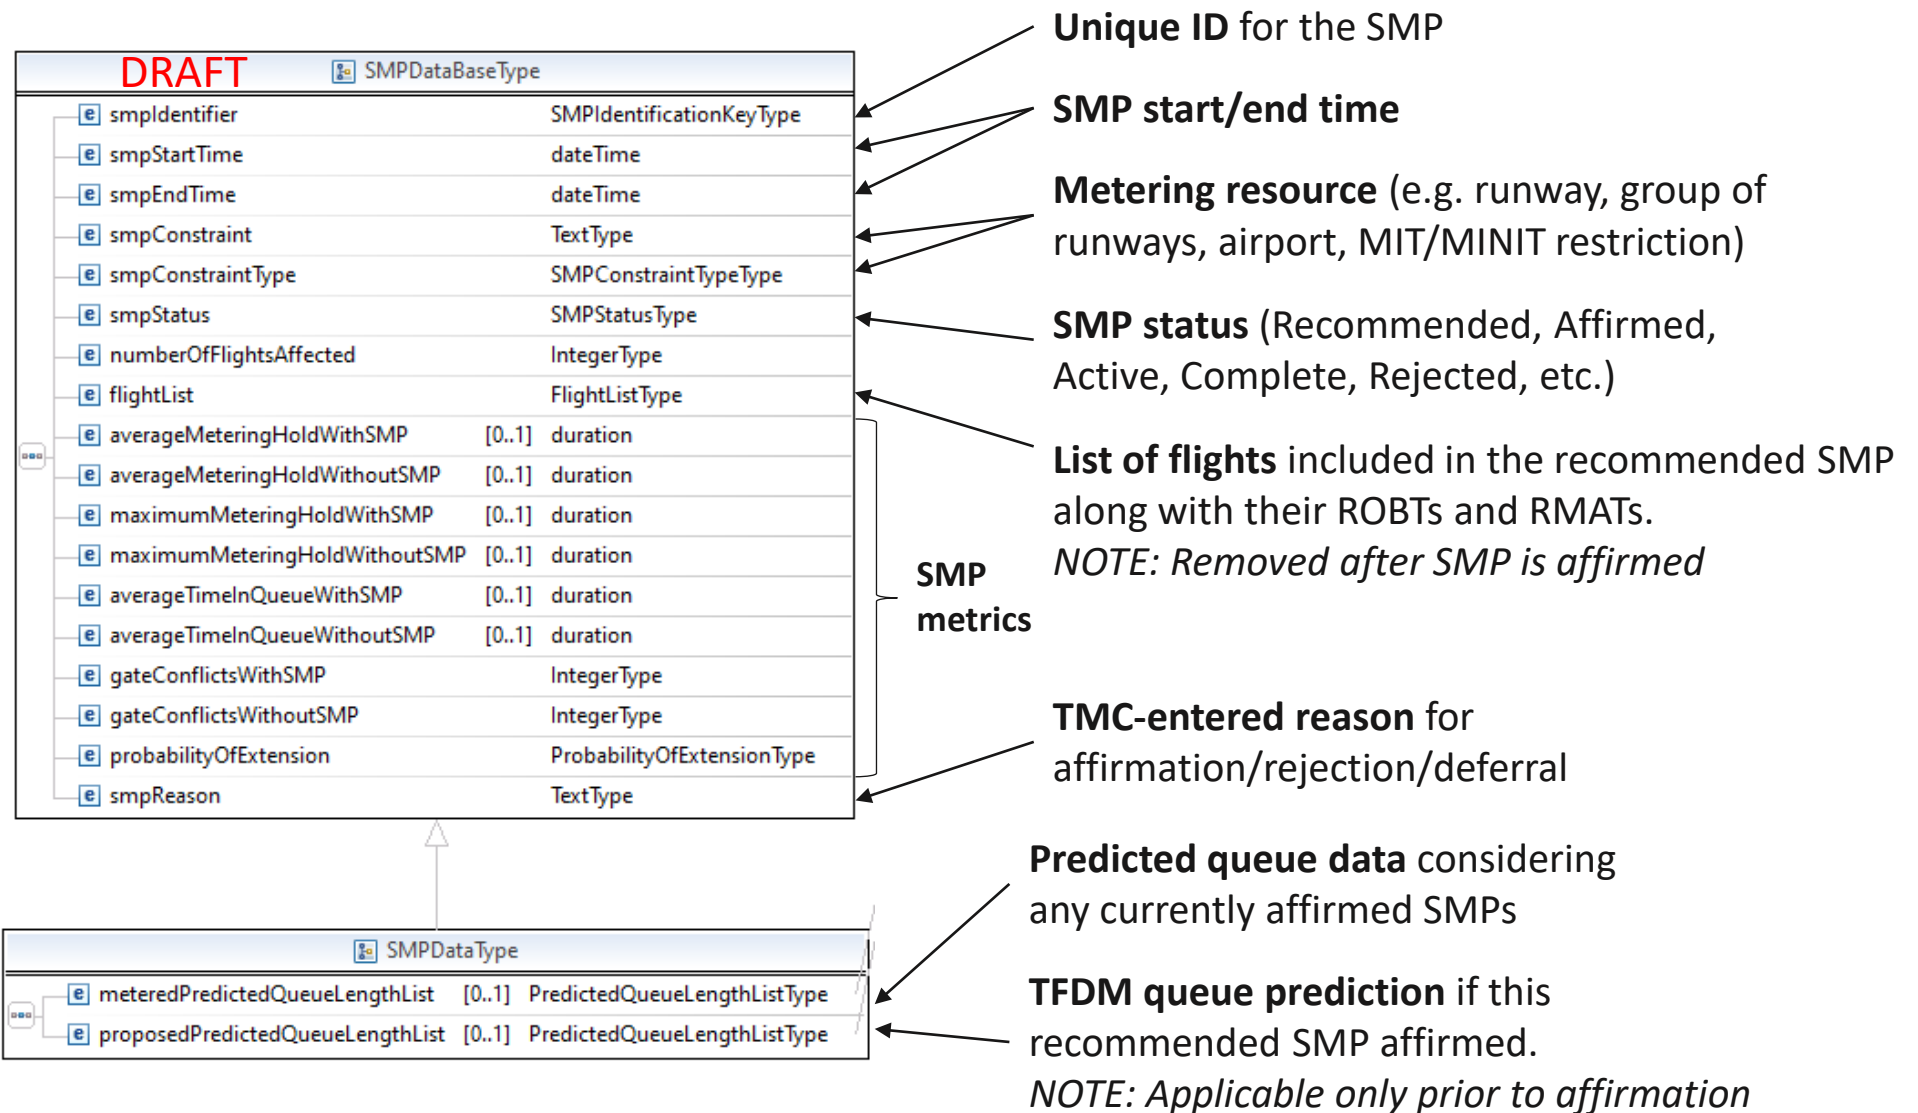 DRAFT SMPDataBaseType
smpIdentifier SMPIdentificationKeyType
smpStartTime dateTime
smpEndTime dateTime
smpConstraint TextType
smpConstraintType SMPConstraintTypeType
smpStatus SMPStatusType
numberOfFlightsAffected IntegerType
flightList FlightListType
averageMeteringHoldWithSMP [0..1] duration
averageMeteringHoldWithoutSMP [0..1] duration
maximumMeteringHoldWithSMP [0..1] duration
maximumMeteringHoldWithoutSMP [0..1] duration
averageTimeInQueueWithSMP [0..1] duration
averageTimeInQueueWithoutSMP [0..1] duration
gateConflictsWithSMP IntegerType
gateConflictsWithoutSMP IntegerType
probabilityOfExtension ProbabilityOfExtensionType
smpReason TextType
SMP
metrics
SMPDataType
meteredPredictedQueueLengthList [0..1] PredictedQueueLengthListType
proposedPredictedQueueLengthList [0..1] PredictedQueueLengthListType
Unique ID for the SMP
SMP start/end time
Metering resource (e.g. runway, group of
runways, airport, MIT/MINIT restriction)
SMP status (Recommended, Affirmed,
Active, Complete, Rejected, etc.)
List of flights included in the recommended SMP
along with their ROBTs and RMATs.
NOTE: Removed after SMP is affirmed
TMC-entered reason for
affirmation/rejection/deferral
Predicted queue data considering
any currently affirmed SMPs
TFDM queue prediction if this
recommended SMP affirmed.
NOTE: Applicable only prior to affirmation